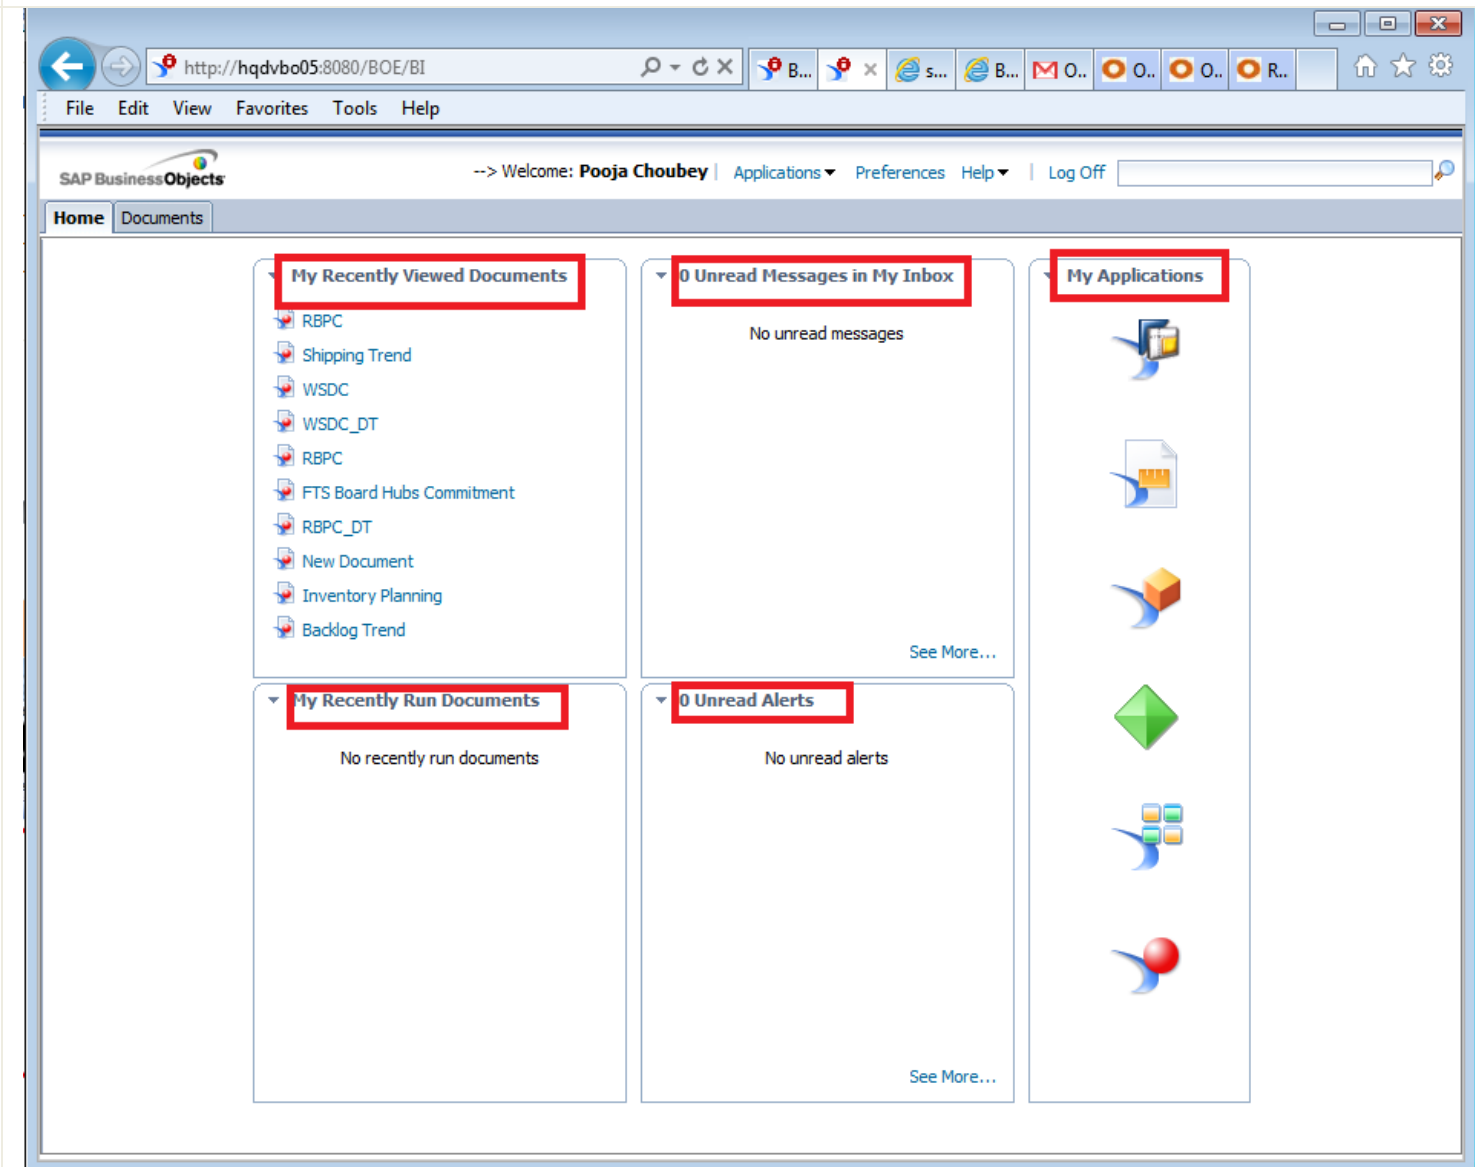 http://hqdvbo05:8080/BOE/BI
B...
s...
B...
O..
O..
O..
R..
File Edit View Favorites Tools Help
SAP BusinessObjects
--> Welcome: Pooja Choubey | Applications Preferences Help | Log Off
Home Documents
My Recently Viewed Documents
RBPC
Shipping Trend
WSDC
WSDC_DT
RBPC
FTS Board Hubs Commitment
RBPC_DT
New Document
Inventory Planning
Backlog Trend
0 Unread Messages in My Inbox
No unread messages
See More...
My Applications
My Recently Run Documents
No recently run documents
0 Unread Alerts
No unread alerts
See More...